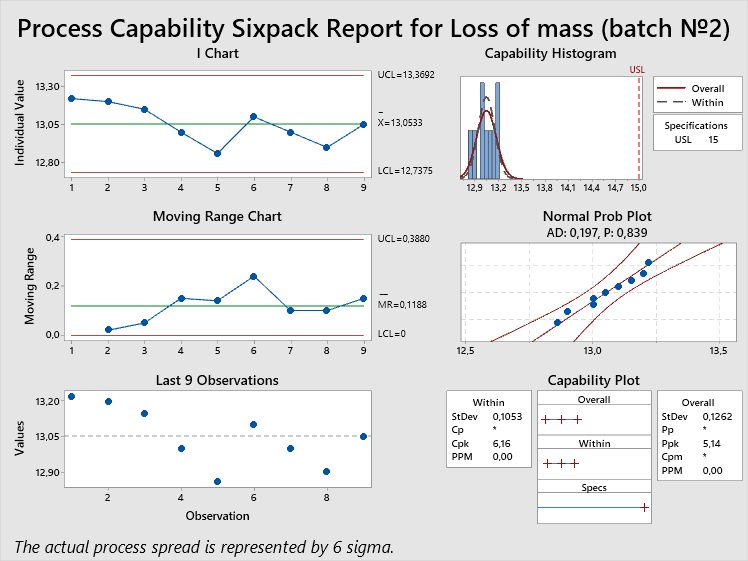 Process Capability Sixpack Report for Loss of mass (batch №2)
I Chart
Individual Value
13,30
13,05
12,80
1 2 3 4 5 6 7 8 9
UCL=13,3692
X=13,0533
LCL=12,7375
Capability Histogram
USL
12,9 13,2 13,5 13,8 14,1 14,4 14,7 15,0
Overall
Within
Specifications
USL 15
Moving Range Chart
Moving Range
0,4
0,2
0,0
1 2 3 4 5 6 7 8 9
UCL=0,3880
MR=0,1188
LCL=0
Normal Prob Plot
AD: 0,197, P: 0,839
12,5 13,0 13,5
Last 9 Observations
Values
13,20
13,05
12,90
2 4 6 8
Observation
Capability Plot
Within
StDev 0,1053
Cp *
Cpk 6,16
PPM 0,00
Overall
Within
Specs
Overall
StDev 0,1262
Pp *
Ppk 5,14
Cpm *
PPM 0,00
The actual process spread is represented by 6 sigma.